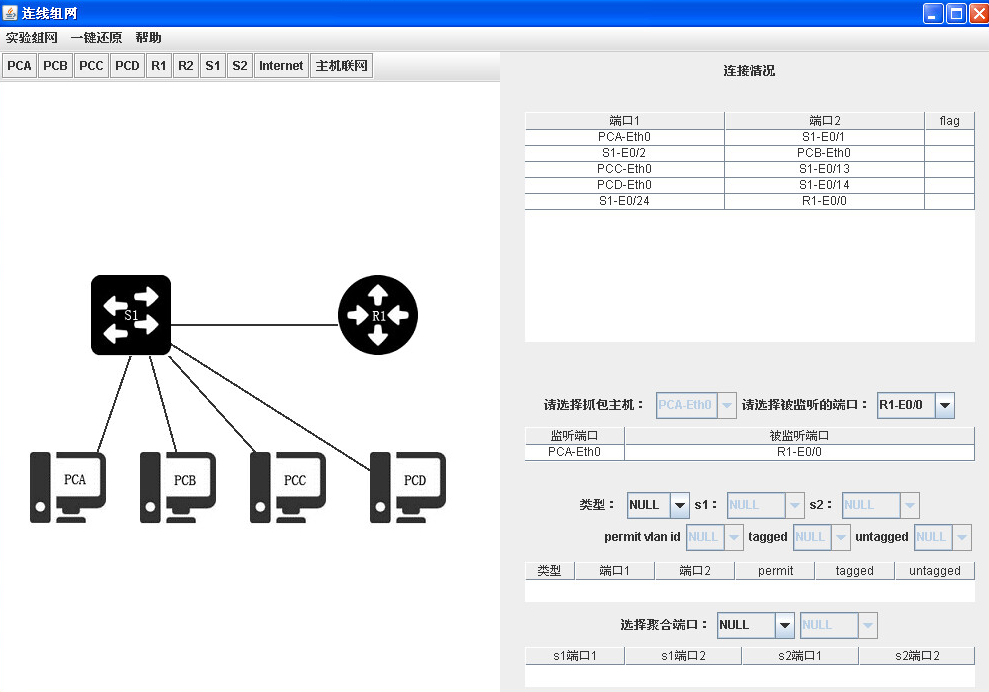 连线组网
实验组网 一键还原 帮助
PCA PCB PCC PCD R1 R2 S1 S2 Internet 主机联网
连接情况
端口1 端口2 flag
PCA-Eth0 S1-E0/1
S1-E0/2 PCB-Eth0
PCC-Eth0 S1-E0/13
PCD-Eth0 S1-E0/14
S1-E0/24 R1-E0/0
S1
R1
PCA
PCB
PCC
PCD
请选择抓包主机： PCA-Eth0 请选择被监听的端口： R1-E0/0
监听端口 被监听端口
PCA-Eth0 R1-E0/0
类型： NULL s1： NULL s2： NULL
permit vlan id NULL tagged NULL untagged NULL
类型 端口1 端口2 permit tagged untagged
选择聚合端口： NULL NULL
s1端口1 s1端口2 s2端口1 s2端口2